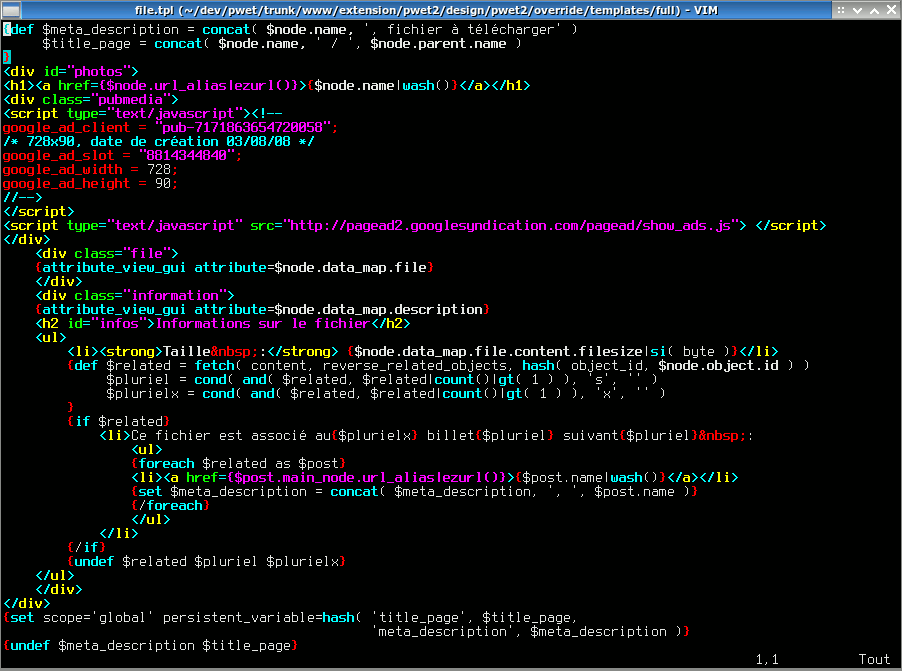 file.tpl (~/dev/pwet/trunk/www/extension/pwet2/design/pwet2/override/templates/full) - VIM
{def $meta_description = concat( $node.name, ', fichier à télécharger' )
     $title_page = concat( $node.name, ' / ', $node.parent.name )
}
<div id="photos">
<h1><a href={$node.url_alias|ezurl()}>{$node.name|wash()}</a></h1>
<div class="pubmedia">
<script type="text/javascript"><!--
google_ad_client = "pub-7171863654720058";
/* 728x90, date de création 03/08/08 */
google_ad_slot = "8814344840";
google_ad_width = 728;
google_ad_height = 90;
//-->
</script>
<script type="text/javascript" src="http://pagead2.googlesyndication.com/pagead/show_ads.js"> </script>
</div>
    <div class="file">
    {attribute_view_gui attribute=$node.data_map.file}
    </div>
    <div class="information">
    {attribute_view_gui attribute=$node.data_map.description}
    <h2 id="infos">Informations sur le fichier</h2>
    <ul>
        <li><strong>Taille&nbsp;:</strong> {$node.data_map.file.content.filesize|si( byte )}</li>
        {def $related = fetch( content, reverse_related_objects, hash( object_id, $node.object.id ) )
             $pluriel = cond( and( $related, $related|count()|gt( 1 ) ), 's', '' )
             $plurielx = cond( and( $related, $related|count()|gt( 1 ) ), 'x', '' )
        }
        {if $related}
            <li>Ce fichier est associé au{$plurielx} billet{$pluriel} suivant{$pluriel}&nbsp;:
                <ul>
                {foreach $related as $post}
                <li><a href={$post.main_node.url_alias|ezurl()}>{$post.name|wash()}</a></li>
                {set $meta_description = concat( $meta_description, ', ', $post.name )}
                {/foreach}
                </ul>
            </li>
        {/if}
        {undef $related $pluriel $plurielx}
    </ul>
    </div>
</div>
{set scope='global' persistent_variable=hash( 'title_page', $title_page,
                                              'meta_description', $meta_description )}
{undef $meta_description $title_page}
1,1 Tout